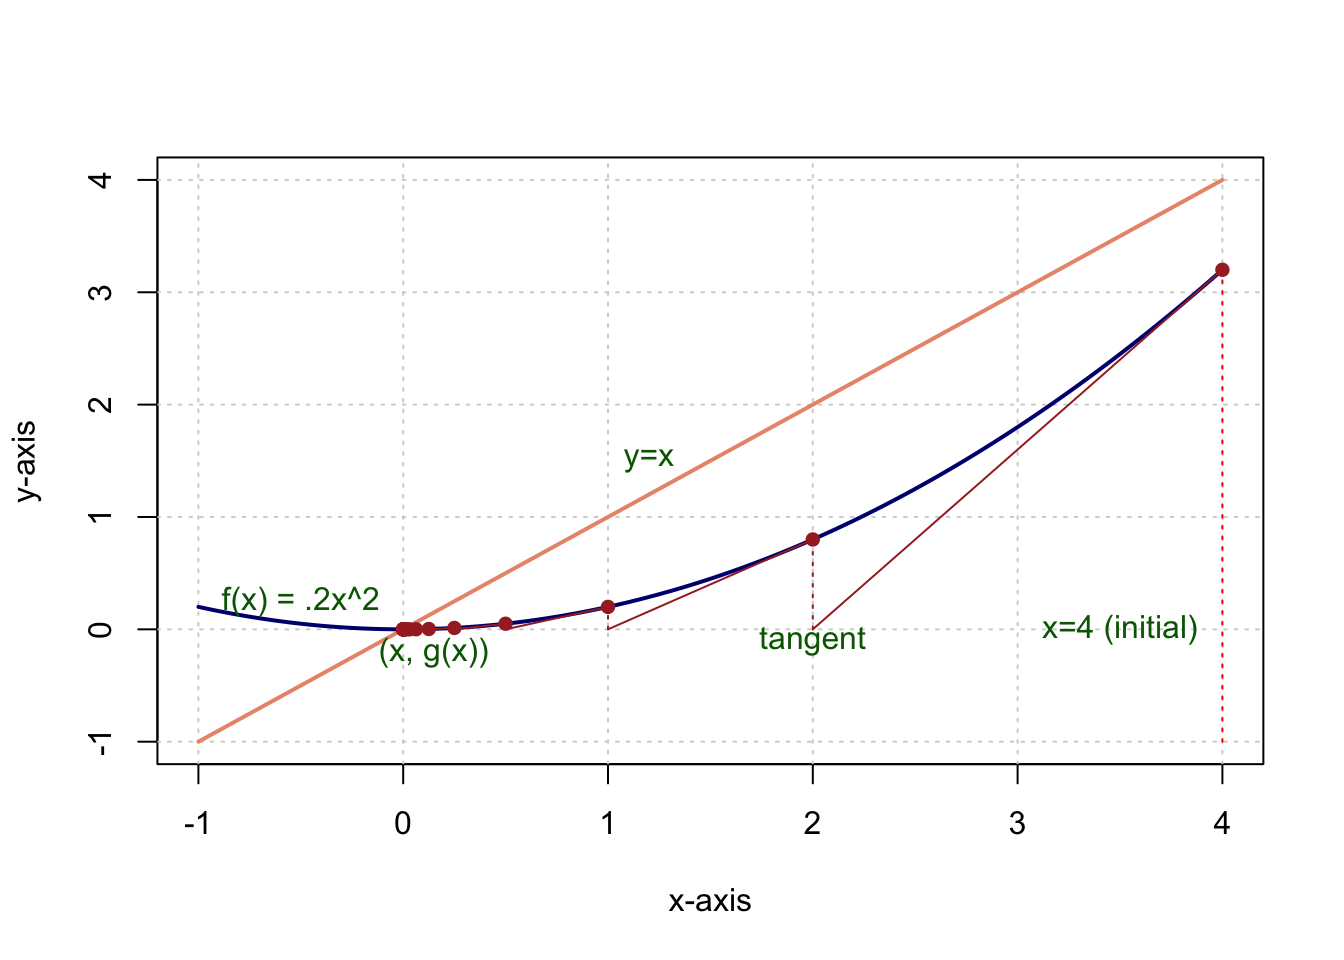 4
3
2
1
0
-1
y-axis
y=x
f(x) = .2x^2
(x, g(x))
tangent
x=4 (initial)
-1
0
1
2
3
4
x-axis